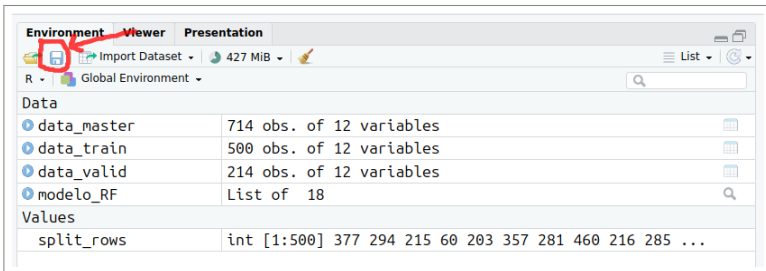 Environment Viewer Presentation
Import Dataset 427 MiB List
R Global Environment
Data
data_master 714 obs. of 12 variables
data_train 500 obs. of 12 variables
data_valid 214 obs. of 12 variables
modelo_RF List of 18
Values
split_rows int [1:500] 377 294 215 60 203 357 281 460 216 285 ...